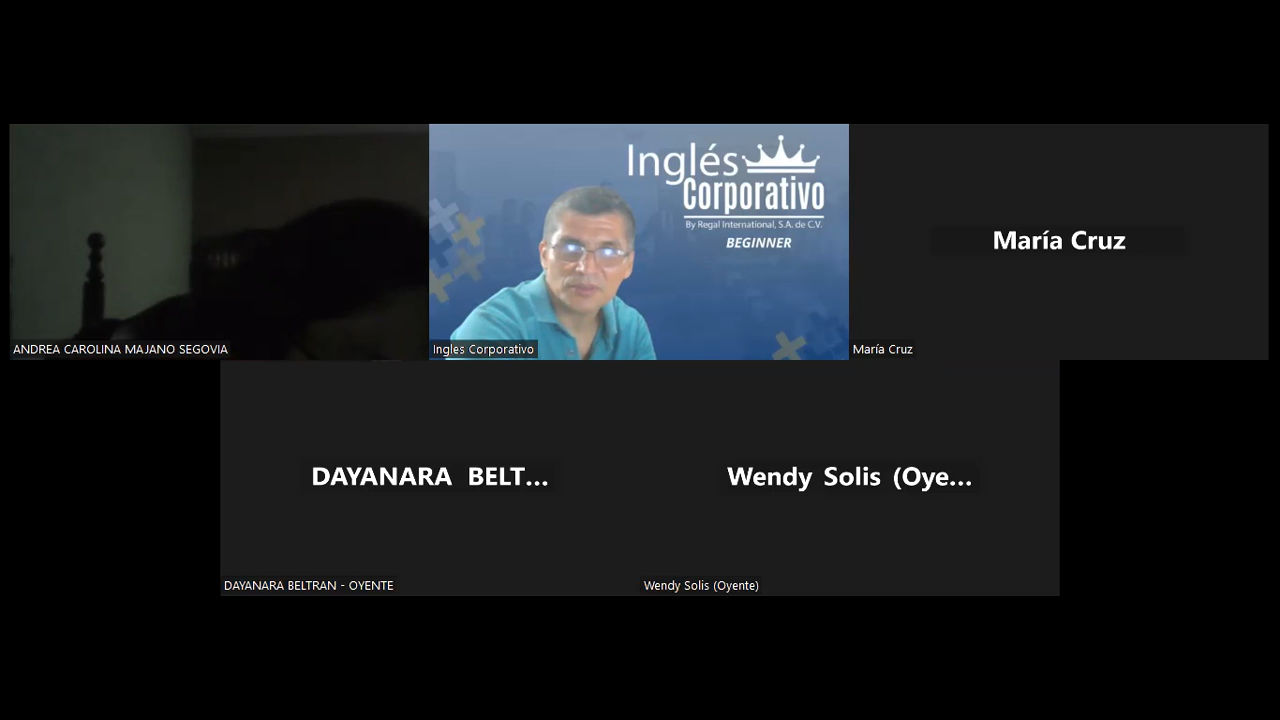 Inglés
Corporativo
By Regal International, S.A. de C.V.
BEGINNER
María Cruz
ANDREA CAROLINA MAJANO SEGOVIA
Ingles Corporativo
María Cruz
DAYANARA BELT...
Wendy Solis (Oye...
DAYANARA BELTRAN - OYENTE
Wendy Solis (Oyente)